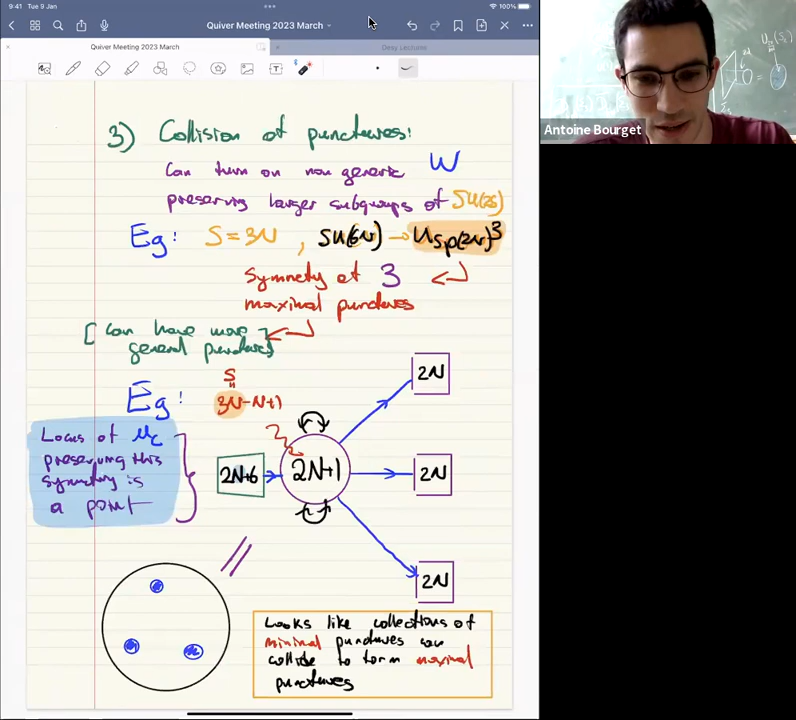 9:41 Tue 9 Jan
100%
Quiver Meeting 2023 March
Quiver Meeting 2023 March
Desy Lectures
Antoine Bourget
3) Collision of punctures:
Can turn on non generic W
preserving larger subgroups of SU(2S)
Eg: S = 3N , SU(6N) → USp(2N)^3
Symmetry of 3
maximal punctures
[Can have more
general punctures]
Eg:
S
=
3N-N+1
2N+6
2N+1
2N
2N
2N
Locus of μc
preserving this
symmetry is
a point
Looks like collections of
minimal punctures can
collide to form maximal
punctures